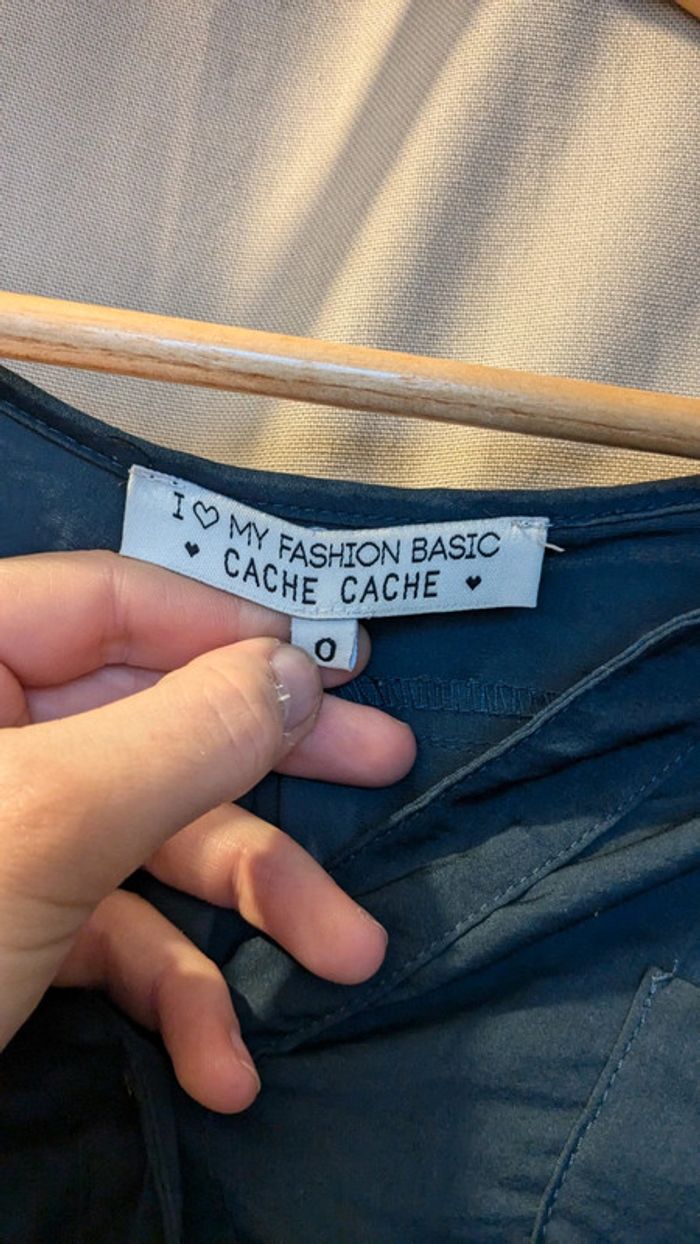 I ♡ MY FASHION BASIC
♥ CACHE CACHE ♥
0